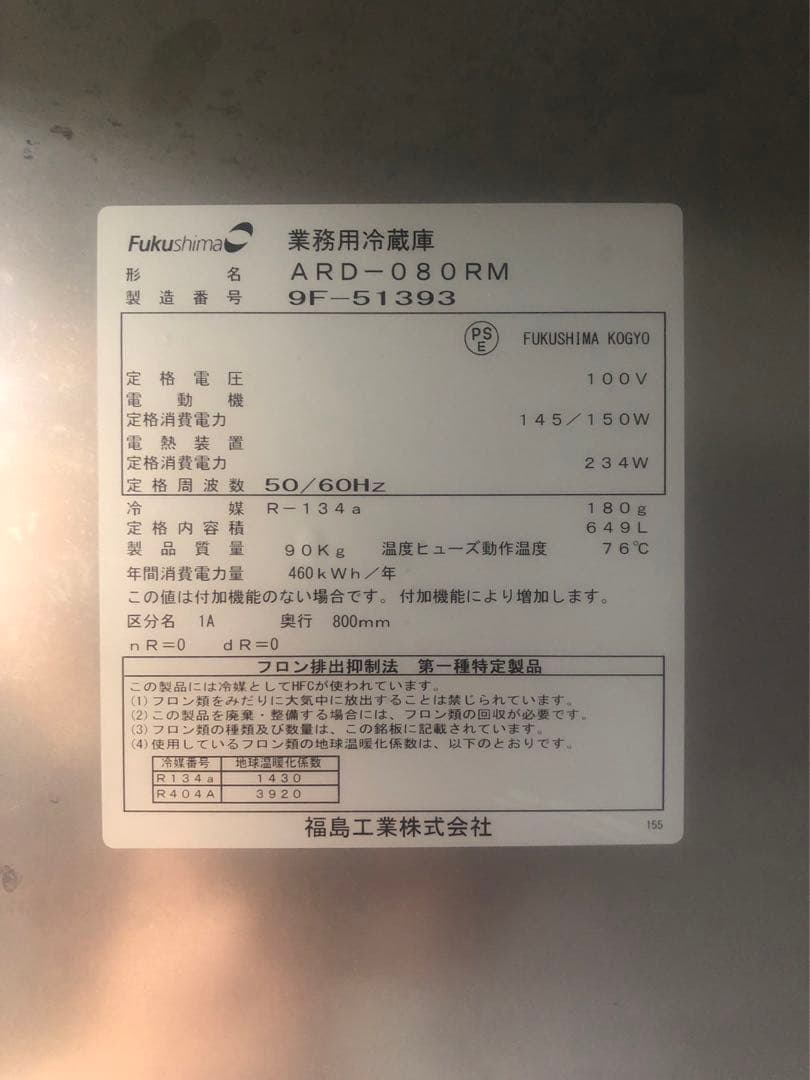 Fukushima 業務用冷蔵庫
形名 ARD-080RM
製造番号 9F-51393
PS E FUKUSHIMA KOGYO
定格電圧 100V
電動機
定格消費電力 145/150W
電熱装置
定格消費電力 234W
定格周波数 50/60Hz
冷媒 R-134a 180g
定格内容積 649L
製品質量 90Kg 温度ヒューズ動作温度 76℃
年間消費電力量 460kWh/年
この値は付加機能のない場合です。付加機能により増加します。
区分名 1A 奥行 800mm
nR=0 dR=0
フロン排出抑制法 第一種特定製品
この製品には冷媒としてHFCが使われています。
(1)フロン類をみだりに大気中に放出することは禁じられています。
(2)この製品を廃棄・整備する場合には、フロン類の回収が必要です。
(3)フロン類の種類及び数量は、この銘板に記載されています。
(4)使用しているフロン類の地球温暖化係数は、以下のとおりです。
冷媒番号 地球温暖化係数
R134a 1430
R404A 3920
福島工業株式会社 155